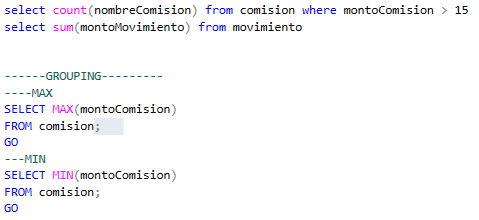 select count(nombreComision) from comision where montoComision > 15
select sum(montoMovimiento) from movimiento
------GROUPING---------
----MAX
SELECT MAX(montoComision)
FROM comision;
GO
---MIN
SELECT MIN(montoComision)
FROM comision;
GO